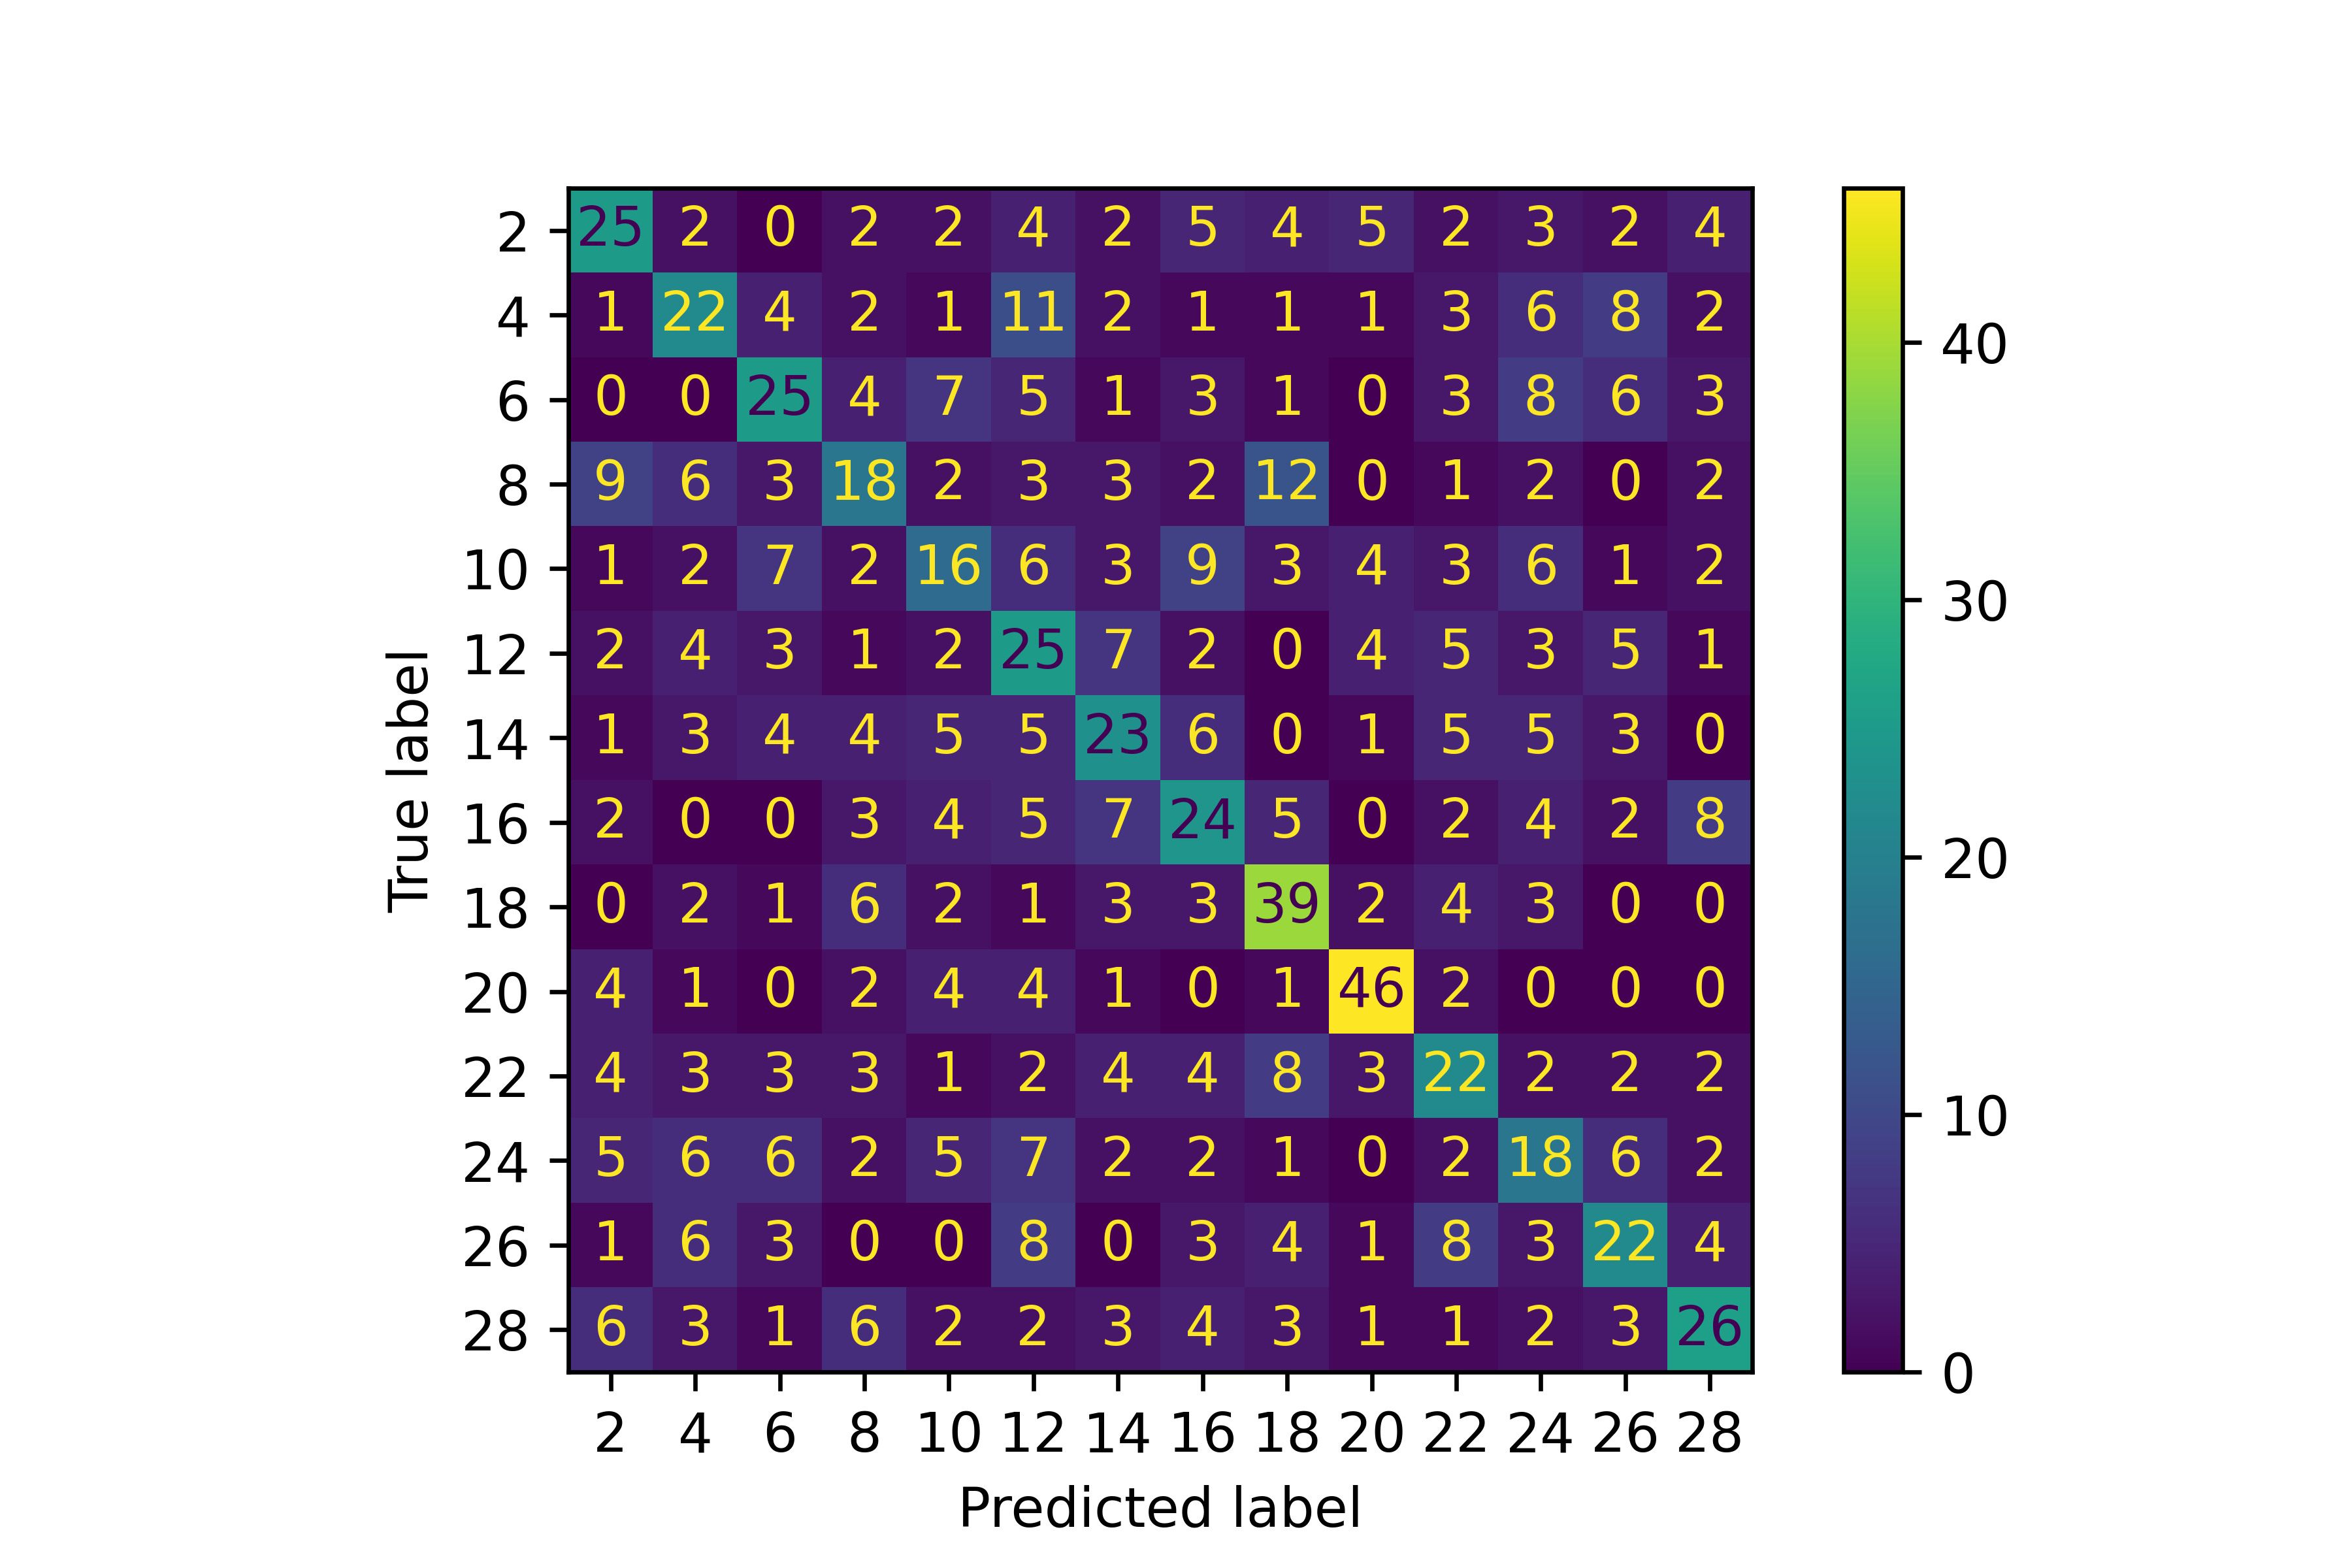 2 25 2 0 2 2 4 2 5 4 5 2 3 2 4
4 1 22 4 2 1 11 2 1 1 1 3 6 8 2
6 0 0 25 4 7 5 1 3 1 0 3 8 6 3
8 9 6 3 18 2 3 3 2 12 0 1 2 0 2
10 1 2 7 2 16 6 3 9 3 4 3 6 1 2
12 2 4 3 1 2 25 7 2 0 4 5 3 5 1
14 1 3 4 4 5 5 23 6 0 1 5 5 3 0
16 2 0 0 3 4 5 7 24 5 0 2 4 2 8
18 0 2 1 6 2 1 3 3 39 2 4 3 0 0
20 4 1 0 2 4 4 1 0 1 46 2 0 0 0
22 4 3 3 3 1 2 4 4 8 3 22 2 2 2
24 5 6 6 2 5 7 2 2 1 0 2 18 6 2
26 1 6 3 0 0 8 0 3 4 1 8 3 22 4
28 6 3 1 6 2 2 3 4 3 1 1 2 3 26
2 4 6 8 10 12 14 16 18 20 22 24 26 28
Predicted label
True label
40
30
20
10
0